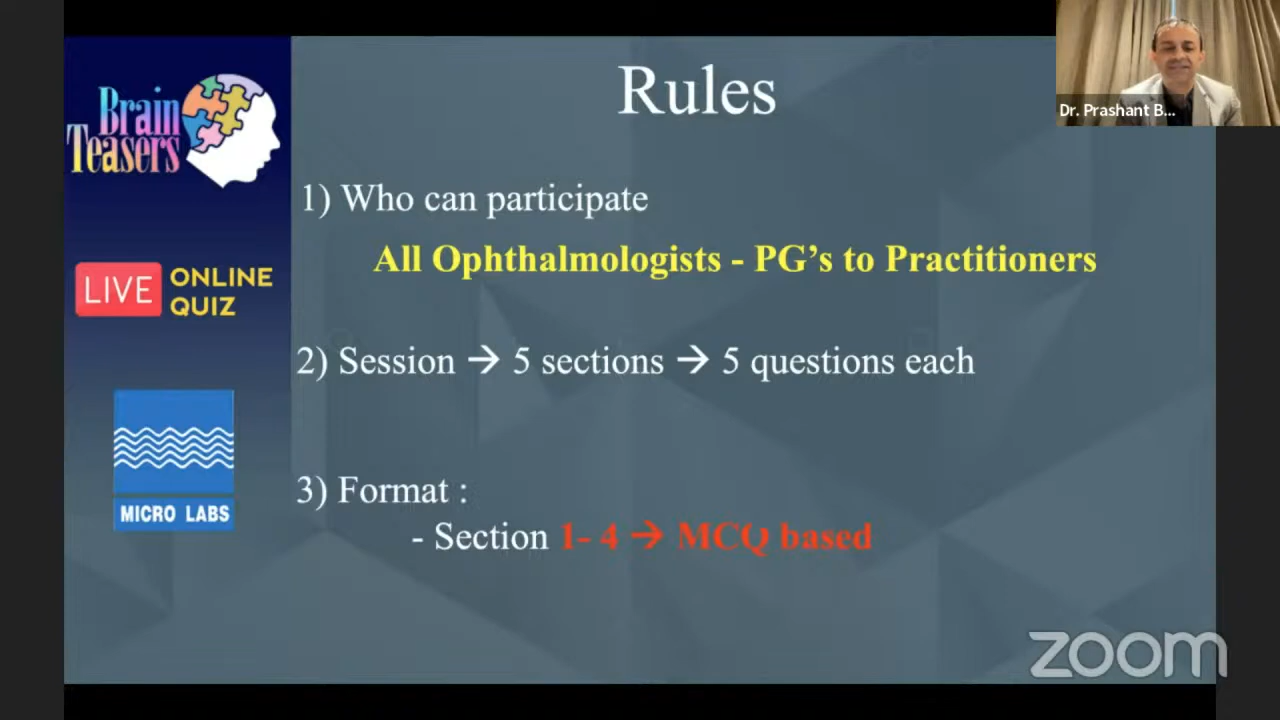 Rules
Dr. Prashant B...
Brain
Teasers
1) Who can participate
All Ophthalmologists - PG's to Practitioners
LIVE ONLINE
QUIZ
2) Session → 5 sections → 5 questions each
3) Format :
MICRO LABS
- Section 1- 4 → MCQ based
zoom